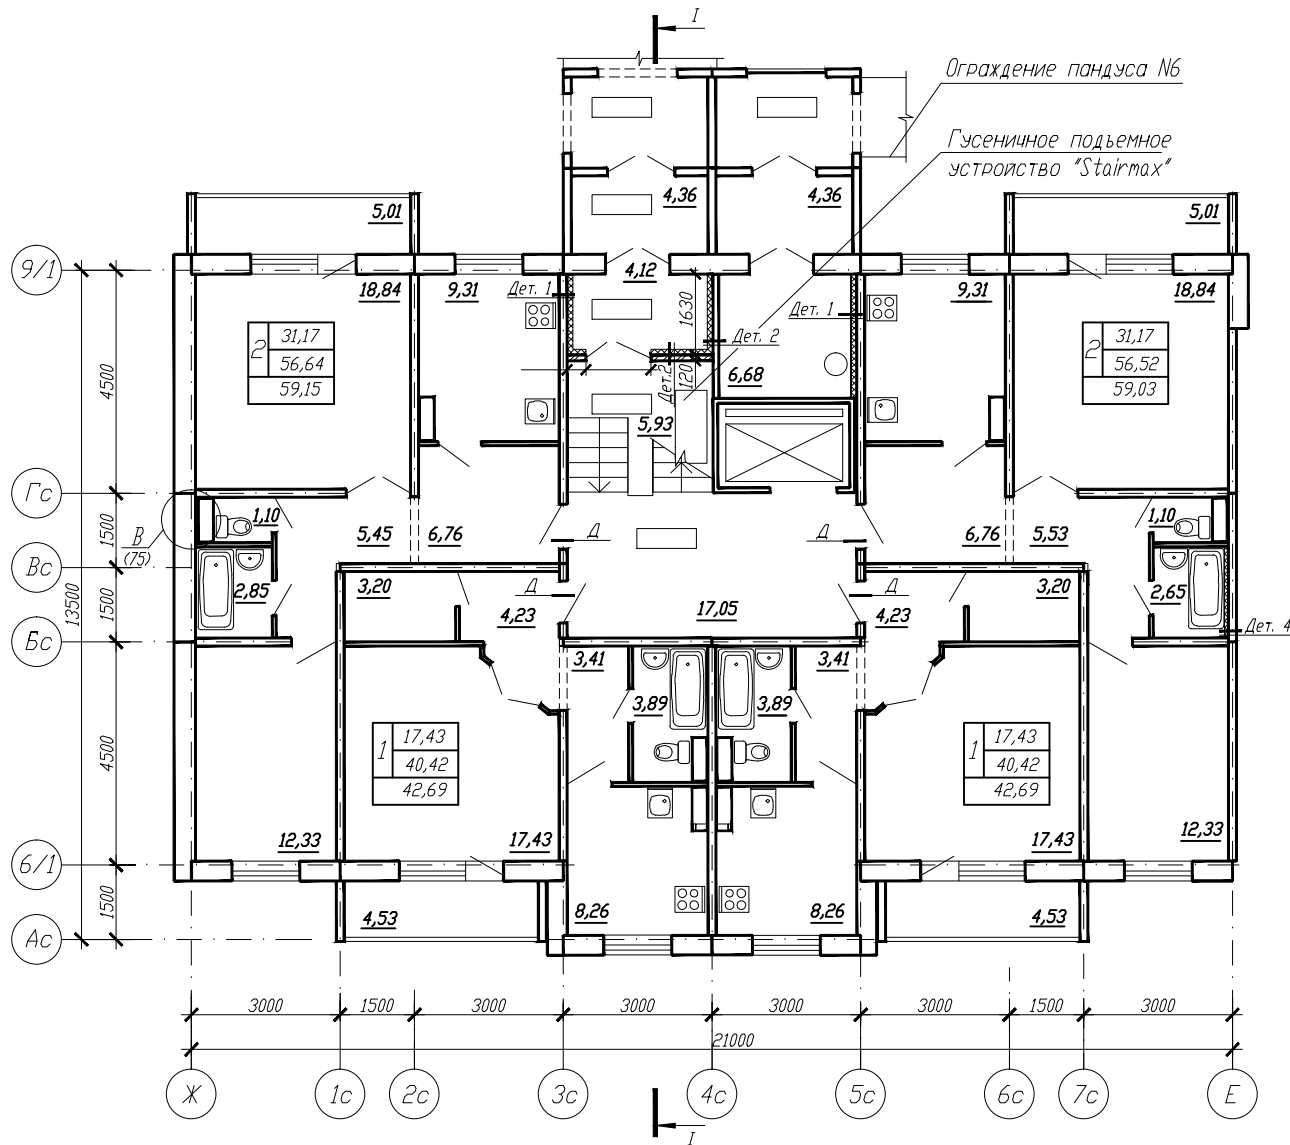 I
Ограждение пандуса N6
Гусеничное подъемное
устройство "Stairmax"
4,36
4,36
5,01
5,01
9/1
4,12
18,84
9,31
Дет. 1
1630
Дет. 1
9,31
18,84
2
31,17
56,64
59,15
Дет. 2
2
31,17
56,52
59,03
4500
Дет.2
120
6,68
5,93
Гс
1,10
1,10
1500
В
(75)
5,45
6,76
Д
Д
6,76
5,53
Вс
13500
2,85
3,20
4,23
Д
17,05
Д
4,23
3,20
2,65
1500
Бс
Дет. 4
3,41
3,41
3,89
3,89
4500
1
17,43
40,42
42,69
1
17,43
40,42
42,69
12,33
17,43
17,43
12,33
6/1
1500
4,53
8,26
8,26
4,53
Ас
3000
1500
3000
3000
3000
3000
1500
3000
21000
Ж
1с
2с
3с
4с
5с
6с
7с
Е
I